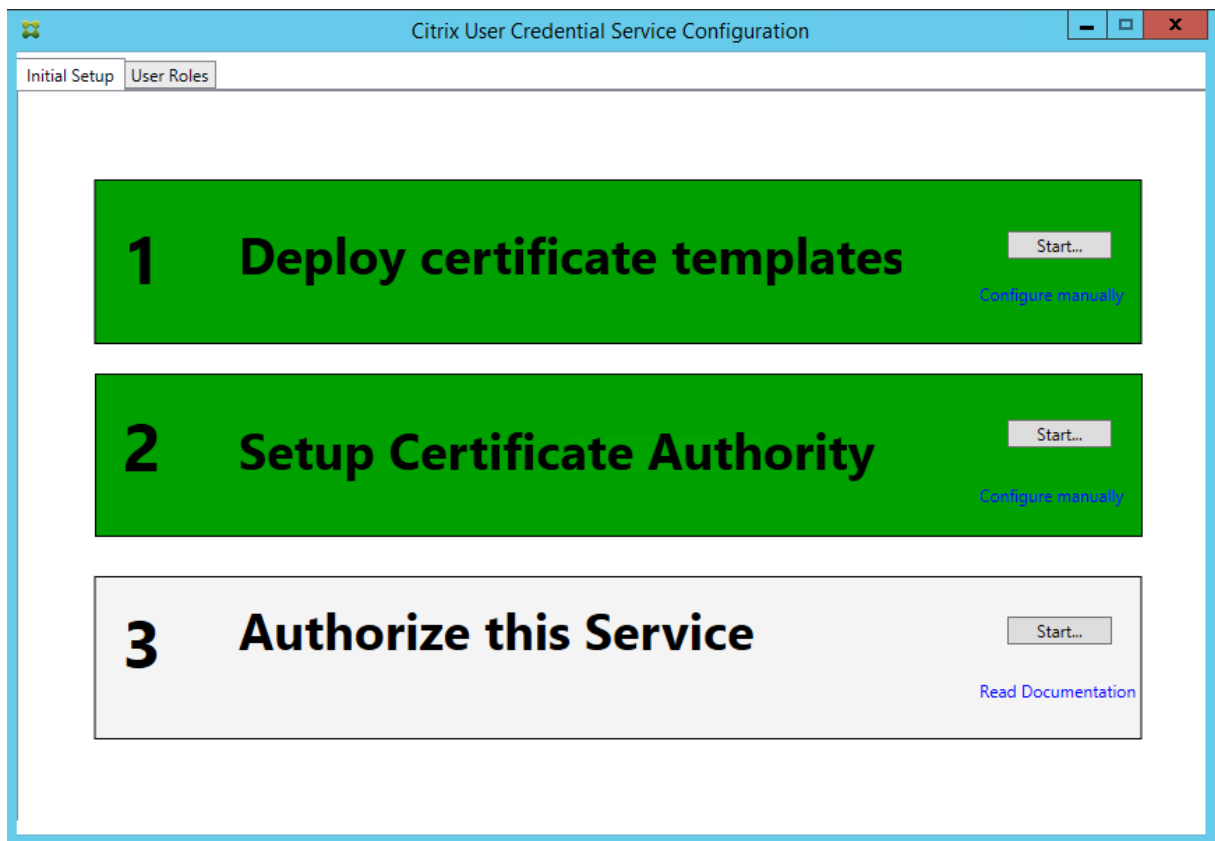 Citrix User Credential Service Configuration
Initial Setup
User Roles
1
Deploy certificate templates
Start...
Configure manually
2
Setup Certificate Authority
Start...
Configure manually
3
Authorize this Service
Start...
Read Documentation